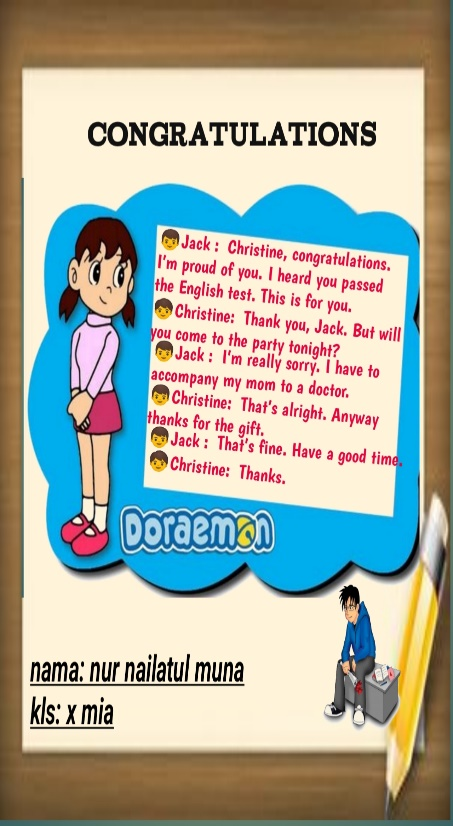 CONGRATULATIONS
👦Jack : Christine, congratulations.
I'm proud of you. I heard you passed
the English test. This is for you.
👦Christine: Thank you, Jack. But will
you come to the party tonight?
👦Jack : I'm really sorry. I have to
accompany my mom to a doctor.
👦Christine: That's alright. Anyway
thanks for the gift.
👦Jack : That's fine. Have a good time.
👦Christine: Thanks.
Doraemon
nama: nur nailatul muna
kls: x mia